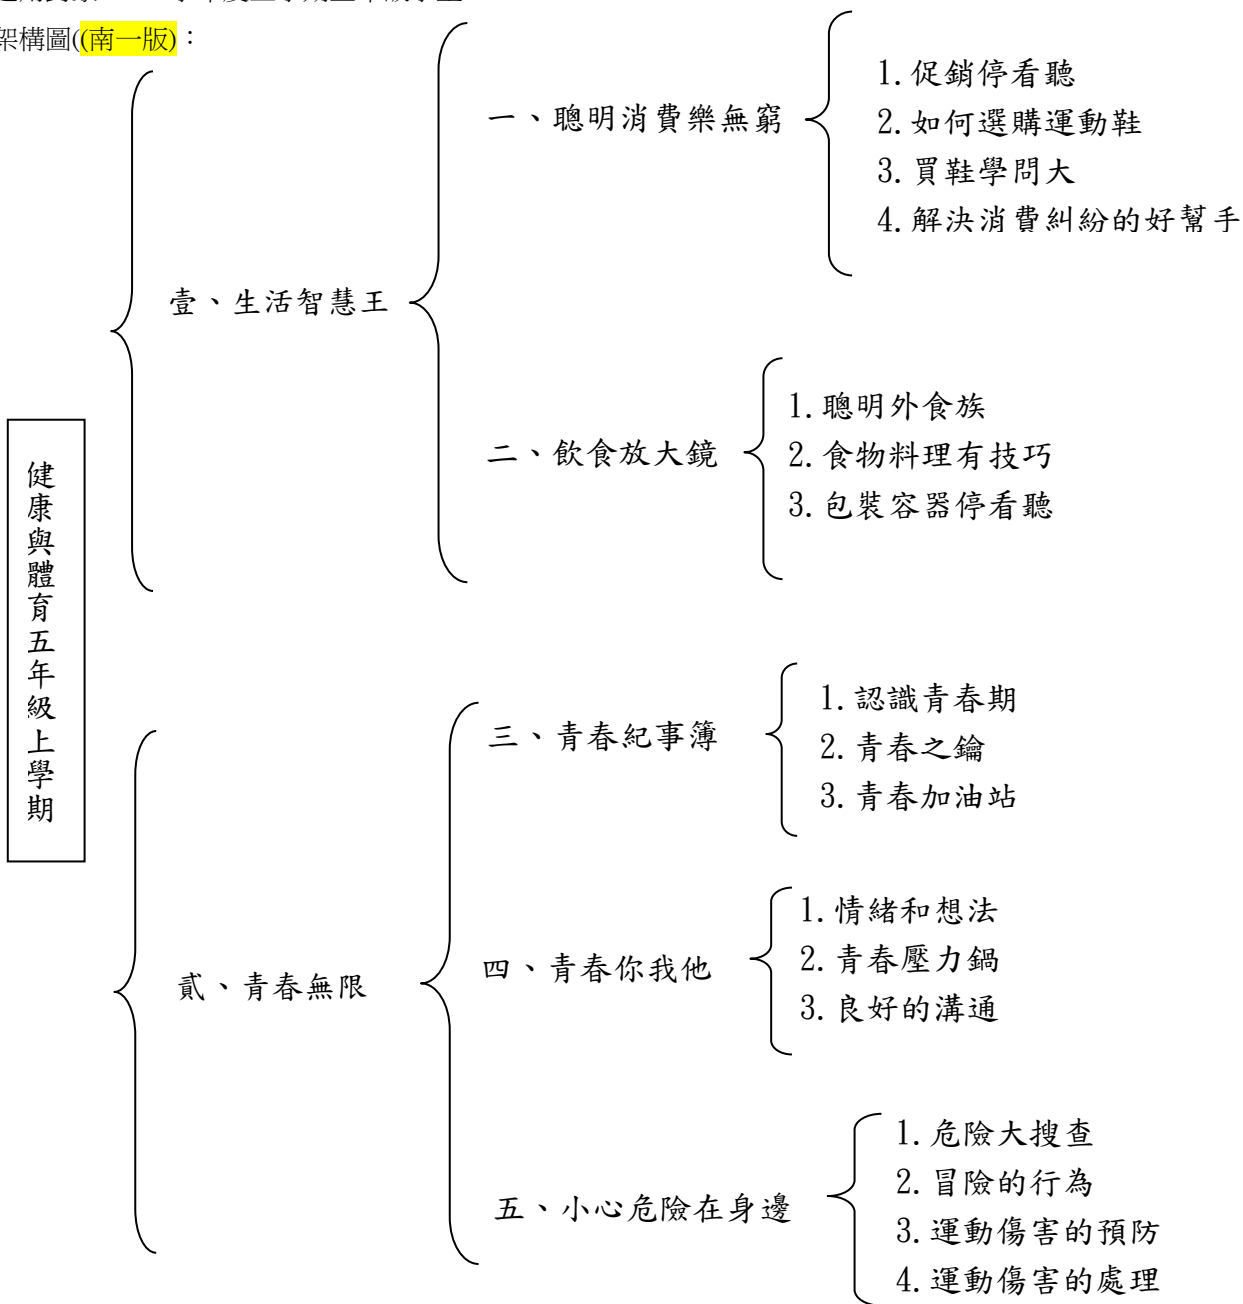 架構圖((南一版)：
健康與體育五年級上學期
壹、生活智慧王
一、聰明消費樂無窮
1.促銷停看聽
2.如何選購運動鞋
3.買鞋學問大
4.解決消費糾紛的好幫手
二、飲食放大鏡
1.聰明外食族
2.食物料理有技巧
3.包裝容器停看聽
貳、青春無限
三、青春紀事簿
1.認識青春期
2.青春之鑰
3.青春加油站
四、青春你我他
1.情緒和想法
2.青春壓力鍋
3.良好的溝通
五、小心危險在身邊
1.危險大搜查
2.冒險的行為
3.運動傷害的預防
4.運動傷害的處理